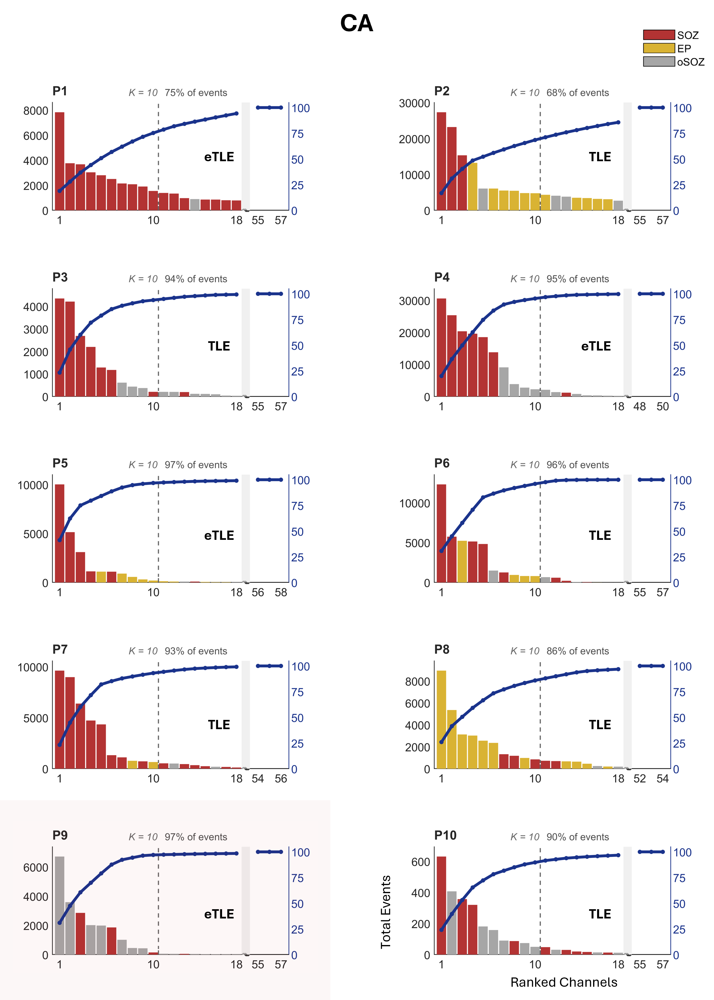 CA
SOZ
EP
oSOZ
P1 K = 10 75% of events
8000
6000
4000
2000
0
100
75
50
25
0
eTLE
1 10 18 55 57
P2 K = 10 68% of events
30000
20000
10000
0
100
75
50
25
0
TLE
1 10 18 55 57
P3 K = 10 94% of events
4000
3000
2000
1000
0
100
75
50
25
0
TLE
1 10 18 55 57
P4 K = 10 95% of events
30000
20000
10000
0
100
75
50
25
0
eTLE
1 10 18 48 50
P5 K = 10 97% of events
10000
5000
0
100
75
50
25
0
eTLE
1 10 18 56 58
P6 K = 10 96% of events
10000
5000
0
100
75
50
25
0
TLE
1 10 18 55 57
P7 K = 10 93% of events
10000
5000
0
100
75
50
25
0
TLE
1 10 18 54 56
P8 K = 10 86% of events
8000
6000
4000
2000
0
100
75
50
25
0
TLE
1 10 18 52 54
P9 K = 10 97% of events
6000
4000
2000
0
100
75
50
25
0
eTLE
1 10 18 55 57
P10 K = 10 90% of events
Total Events
600
400
200
0
100
75
50
25
0
TLE
1 10 18 55 57
Ranked Channels